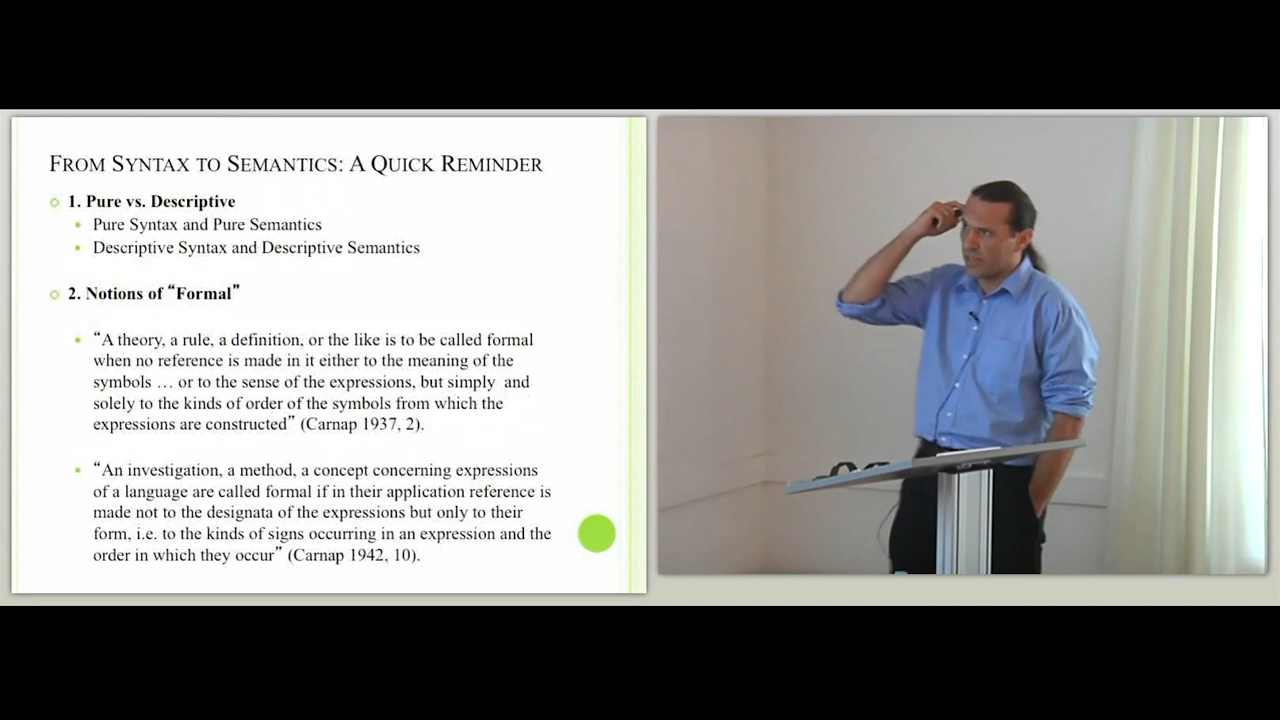 FROM SYNTAX TO SEMANTICS: A QUICK REMINDER
1. Pure vs. Descriptive
Pure Syntax and Pure Semantics
Descriptive Syntax and Descriptive Semantics
2. Notions of “Formal”
“A theory, a rule, a definition, or the like is to be called formal
when no reference is made in it either to the meaning of the
symbols … or to the sense of the expressions, but simply and
solely to the kinds of order of the symbols from which the
expressions are constructed” (Carnap 1937, 2).
“An investigation, a method, a concept concerning expressions
of a language are called formal if in their application reference is
made not to the designata of the expressions but only to their
form, i.e. to the kinds of signs occurring in an expression and the
order in which they occur” (Carnap 1942, 10).